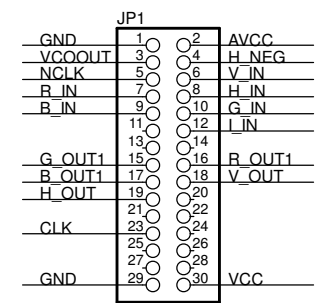 JP1
GND 1 2 AVCC
VCOOUT 3 4 H_NEG
NCLK 5 6 V_IN
R_IN 7 8 H_IN
B_IN 9 10 G_IN
11 12 I_IN
13 14
G_OUT1 15 16 R_OUT1
B_OUT1 17 18 V_OUT
H_OUT 19 20
21 22
CLK 23 24
25 26
27 28
GND 29 30 VCC